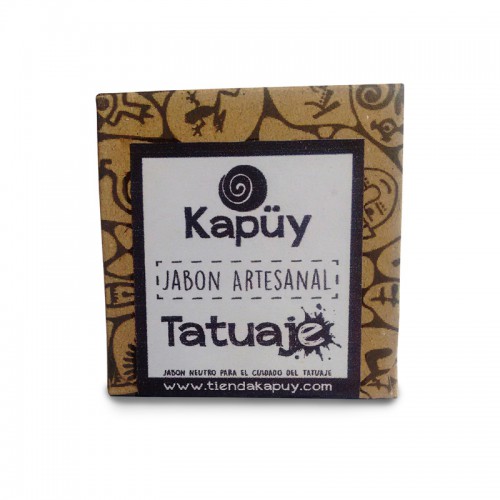 Kapüy
JABON ARTESANAL
Tatuaje
JABON NEUTRO PARA EL CUIDADO DEL TATUAJE
www.tiendakapuy.com